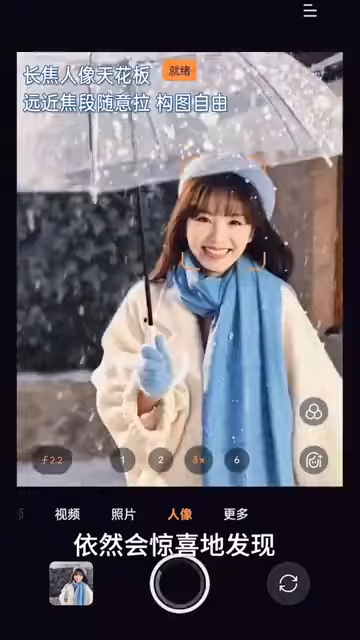 长焦人像天花板
就绪
远近焦段随意拉 构图自由
ƒ2.2
1
2
3×
6
视频
照片
人像
更多
依然会惊喜地发现